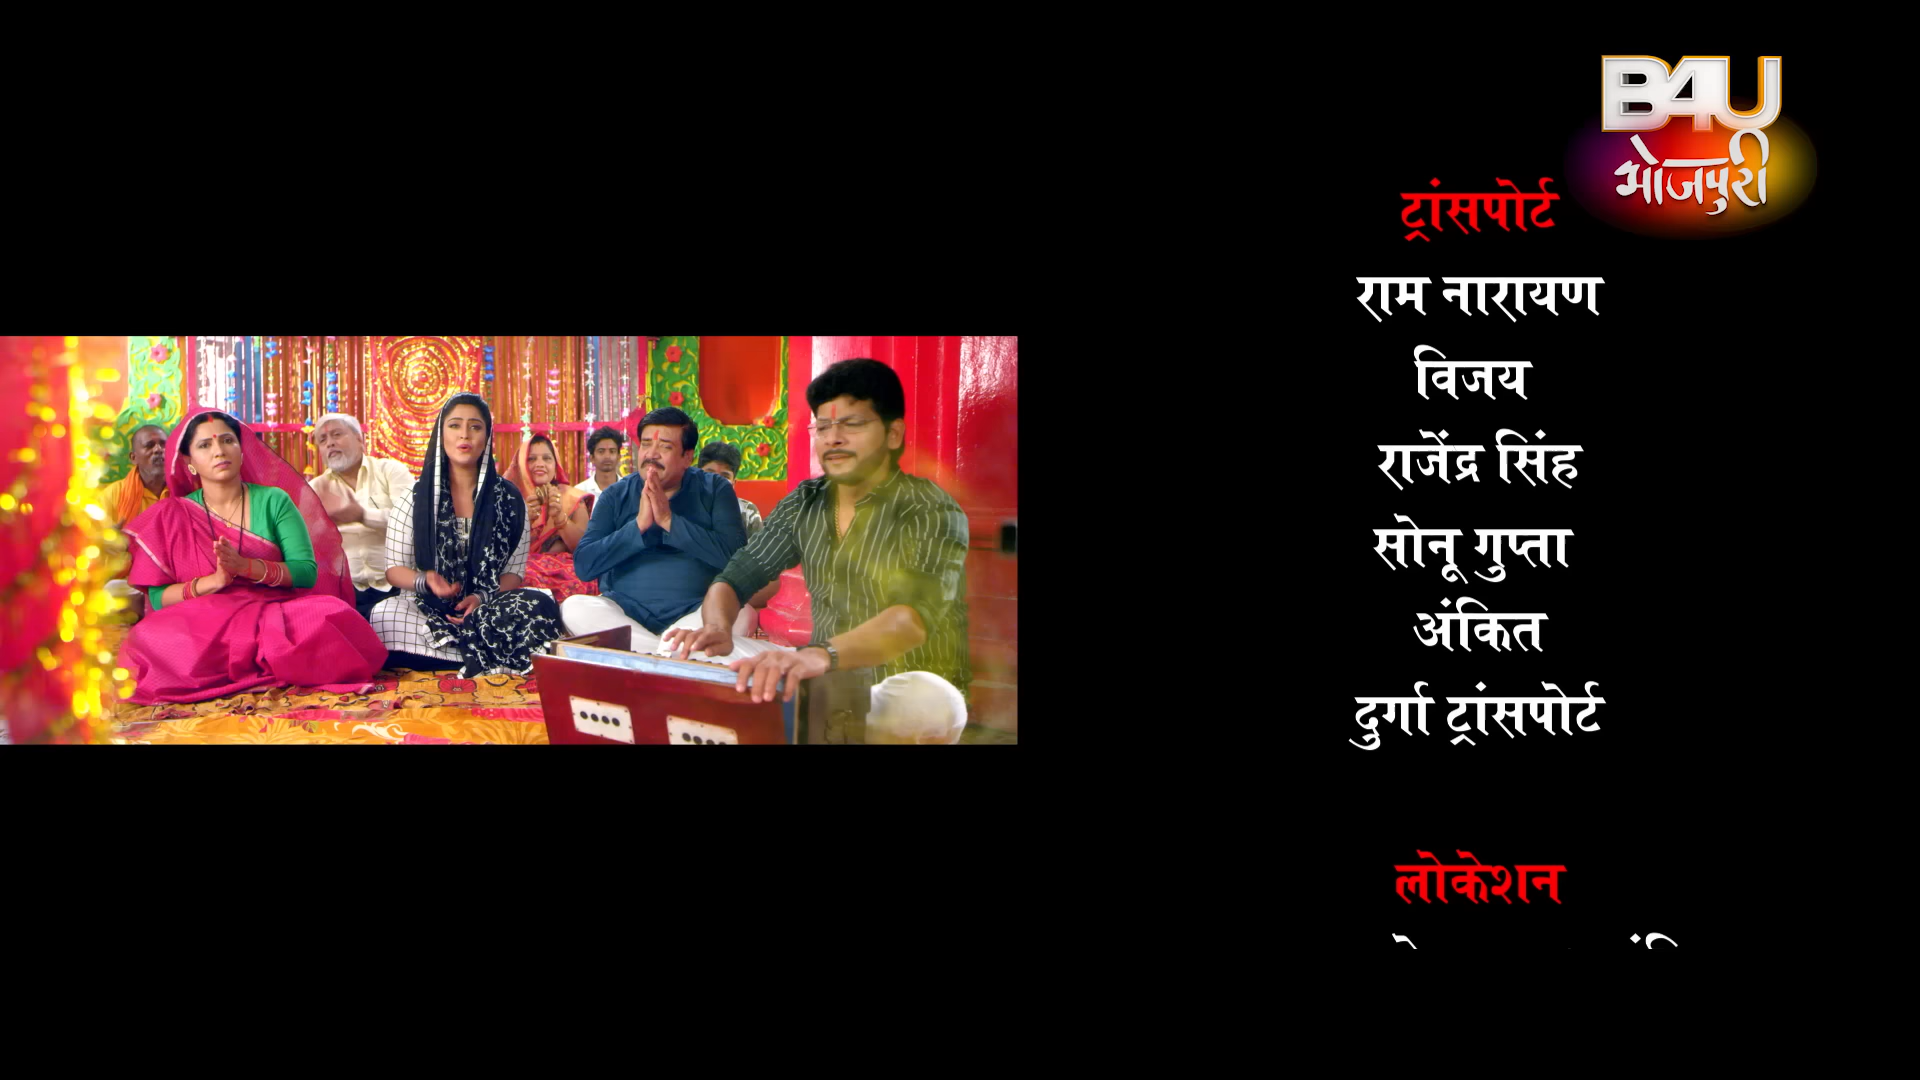 B4U
भोजपुरी
ट्रांसपोर्ट
राम नारायण
विजय
राजेंद्र सिंह
सोनू गुप्ता
अंकित
दुर्गा ट्रांसपोर्ट
लोकेशन